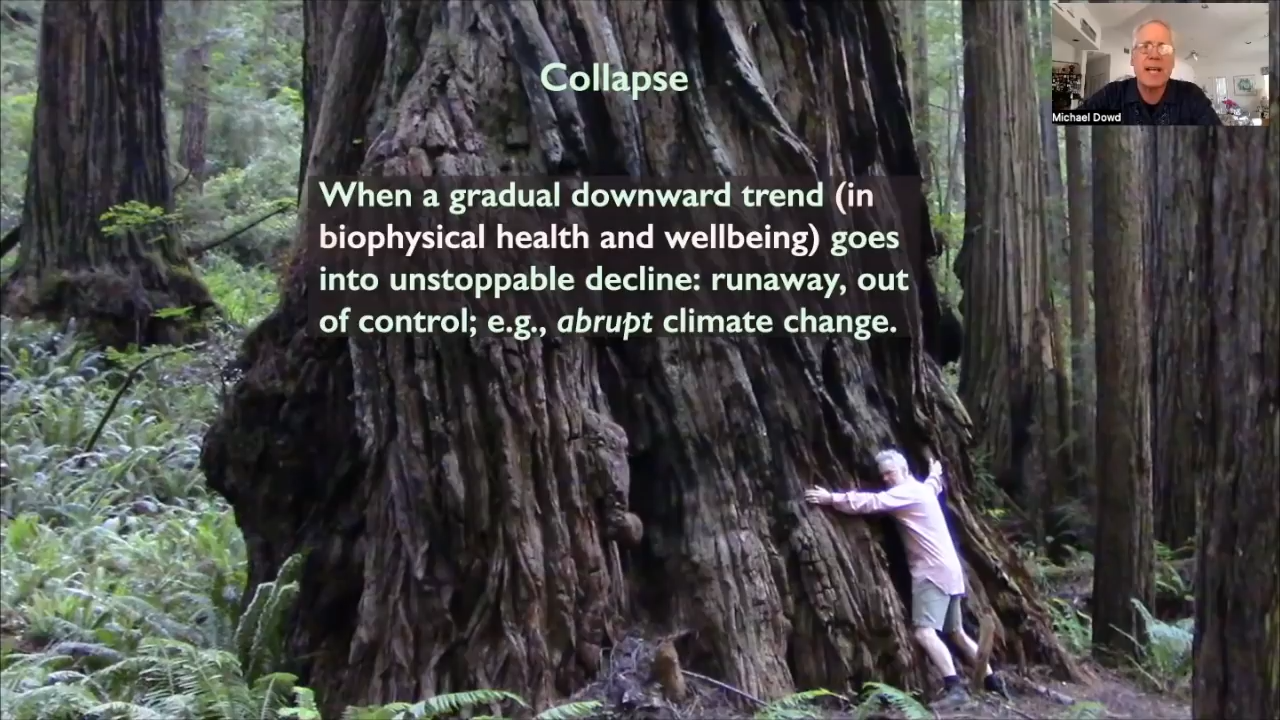 Collapse
Michael Dowd
When a gradual downward trend (in
biophysical health and wellbeing) goes
into unstoppable decline: runaway, out
of control; e.g., abrupt climate change.